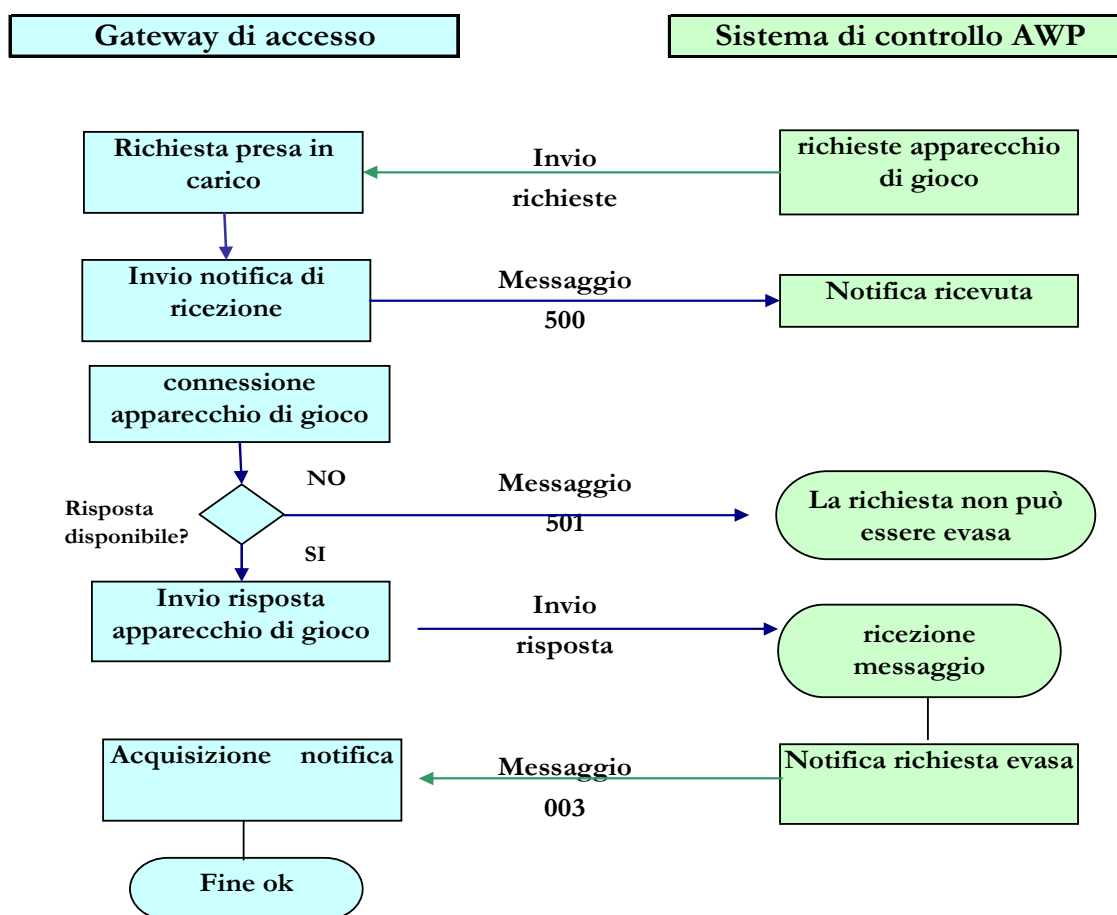 Gateway di accesso
Sistema di controllo AWP
Richiesta presa in
carico
Invio
richieste
richieste apparecchio
di gioco
Invio notifica di
ricezione
Messaggio
500
Notifica ricevuta
connessione
apparecchio di gioco
Risposta
disponibile?
NO
Messaggio
501
La richiesta non può
essere evasa
SI
Invio risposta
apparecchio di gioco
Invio
risposta
ricezione
messaggio
Acquisizione notifica
Messaggio
003
Notifica richiesta evasa
Fine ok